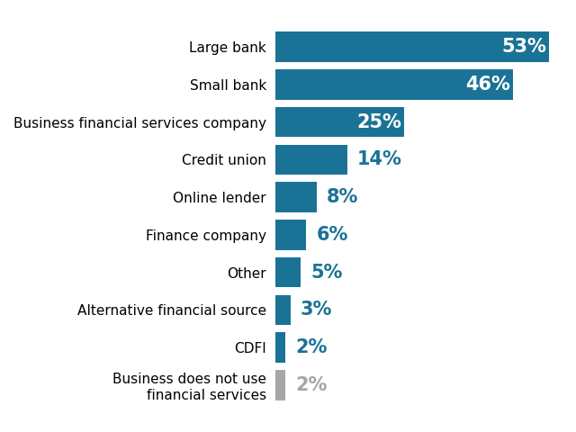 Large bank 53%
Small bank 46%
Business financial services company 25%
Credit union 14%
Online lender 8%
Finance company 6%
Other 5%
Alternative financial source 3%
CDFI 2%
Business does not use
financial services 2%